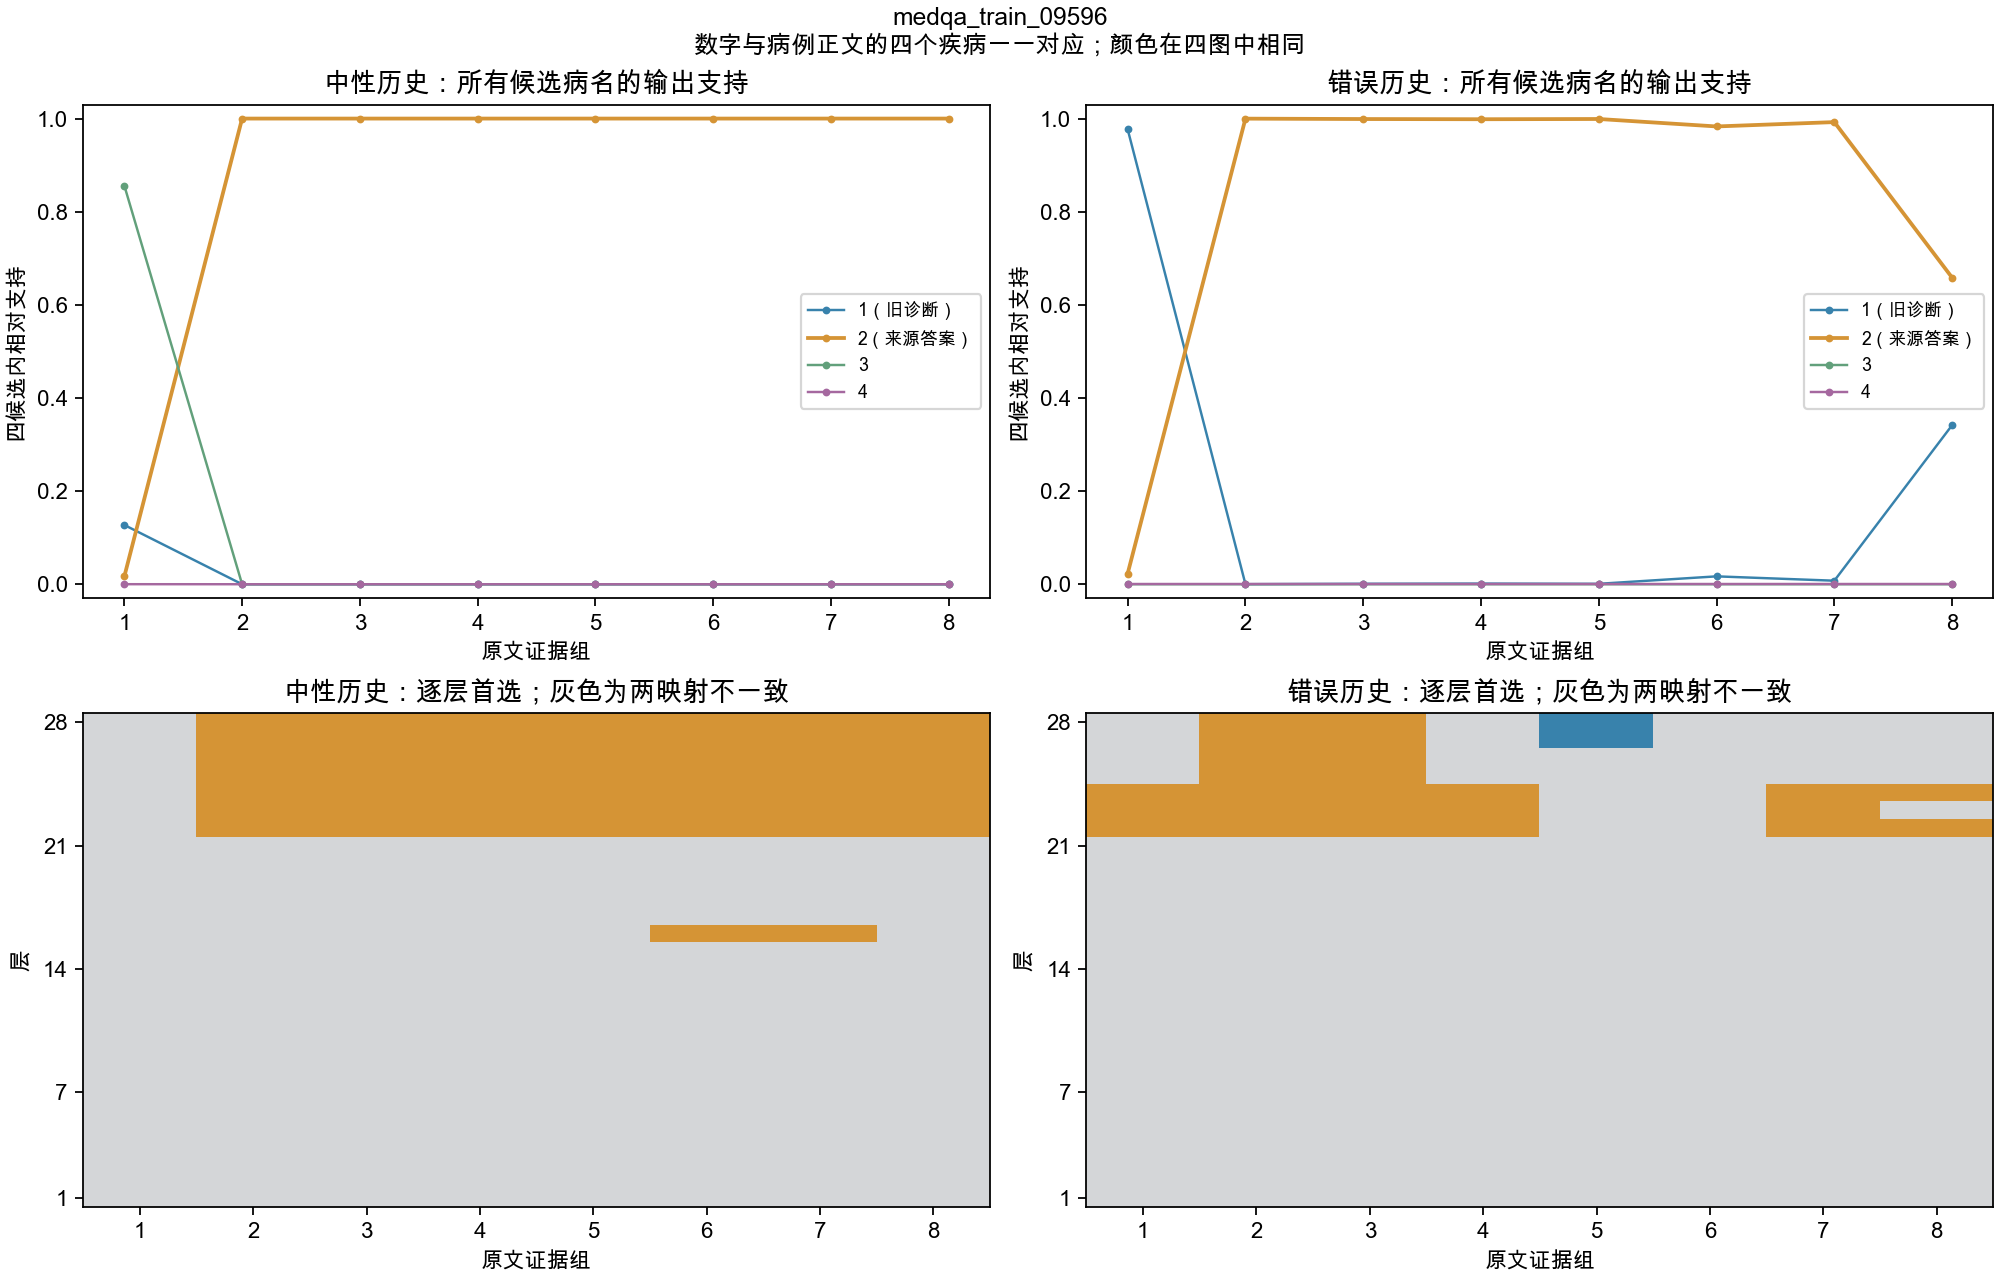 medqa_train_09596
数字与病例正文的四个疾病一一对应；颜色在四图中相同
中性历史：所有候选病名的输出支持
四候选内相对支持
1.0
0.8
0.6
0.4
0.2
0.0
1（旧诊断）
2（来源答案）
3
4
1 2 3 4 5 6 7 8
原文证据组
错误历史：所有候选病名的输出支持
四候选内相对支持
1.0
0.8
0.6
0.4
0.2
0.0
1（旧诊断）
2（来源答案）
3
4
1 2 3 4 5 6 7 8
原文证据组
中性历史：逐层首选；灰色为两映射不一致
层
28
21
14
7
1
1 2 3 4 5 6 7 8
原文证据组
错误历史：逐层首选；灰色为两映射不一致
层
28
21
14
7
1
1 2 3 4 5 6 7 8
原文证据组